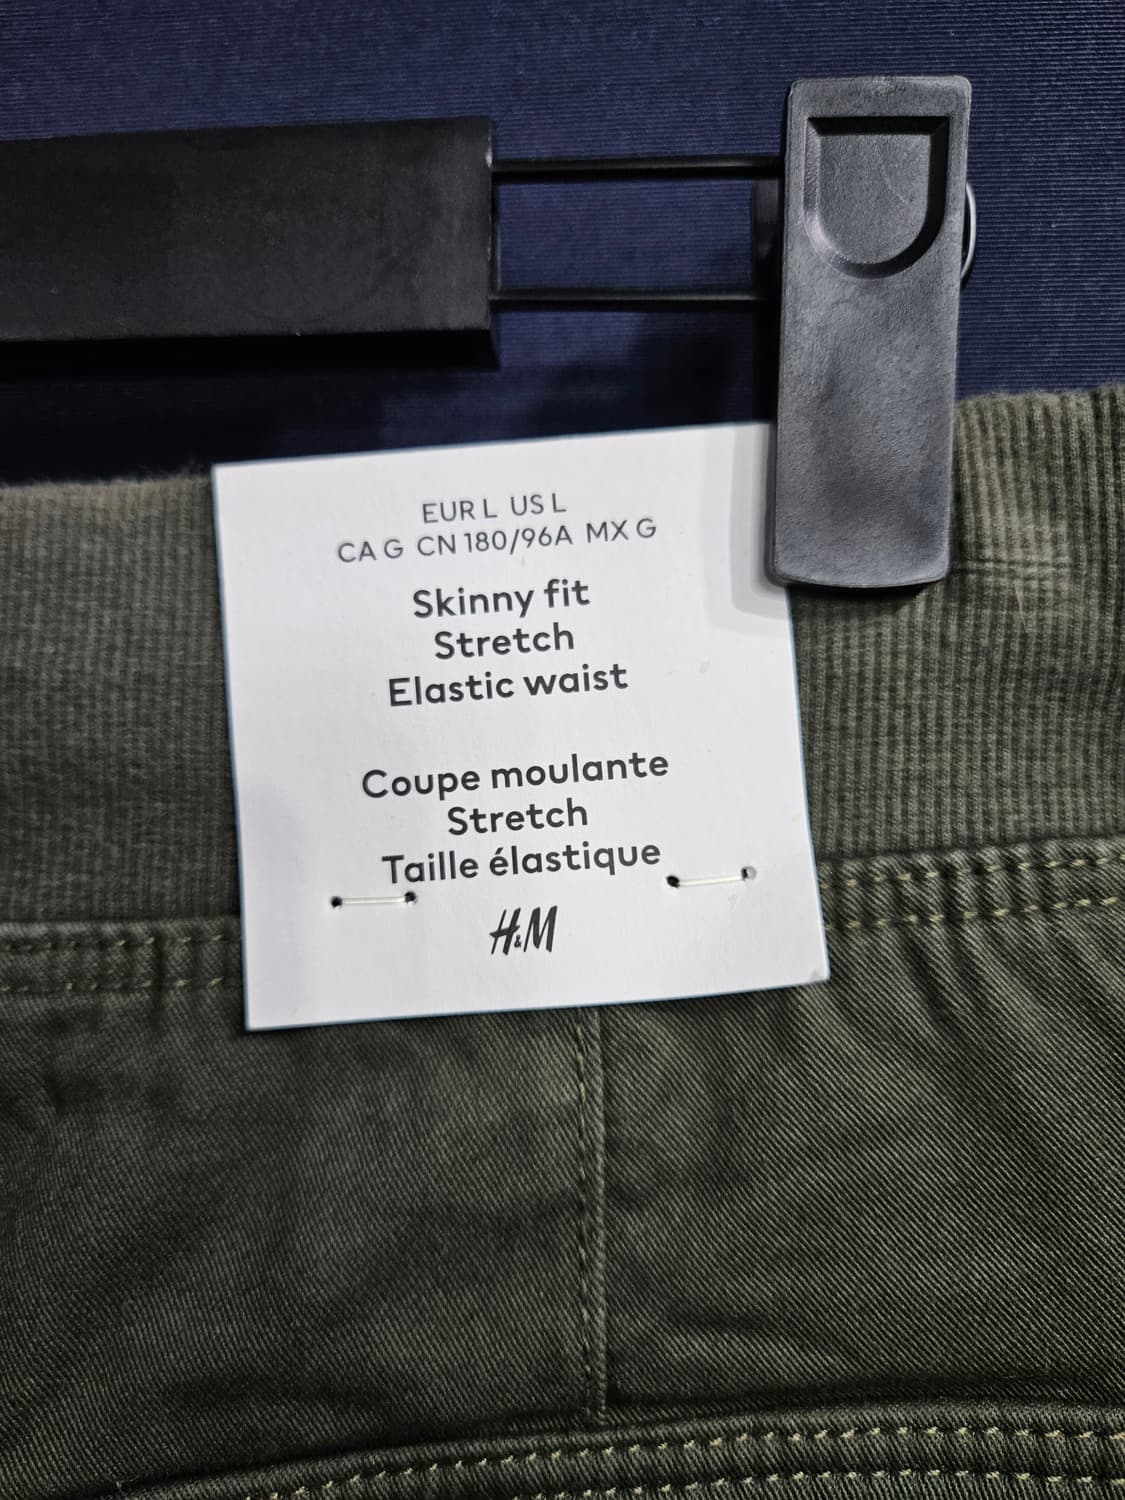 EUR L US L
CA G CN 180/96A MX G
Skinny fit
Stretch
Elastic waist
Coupe moulante
Stretch
Taille élastique
H&M